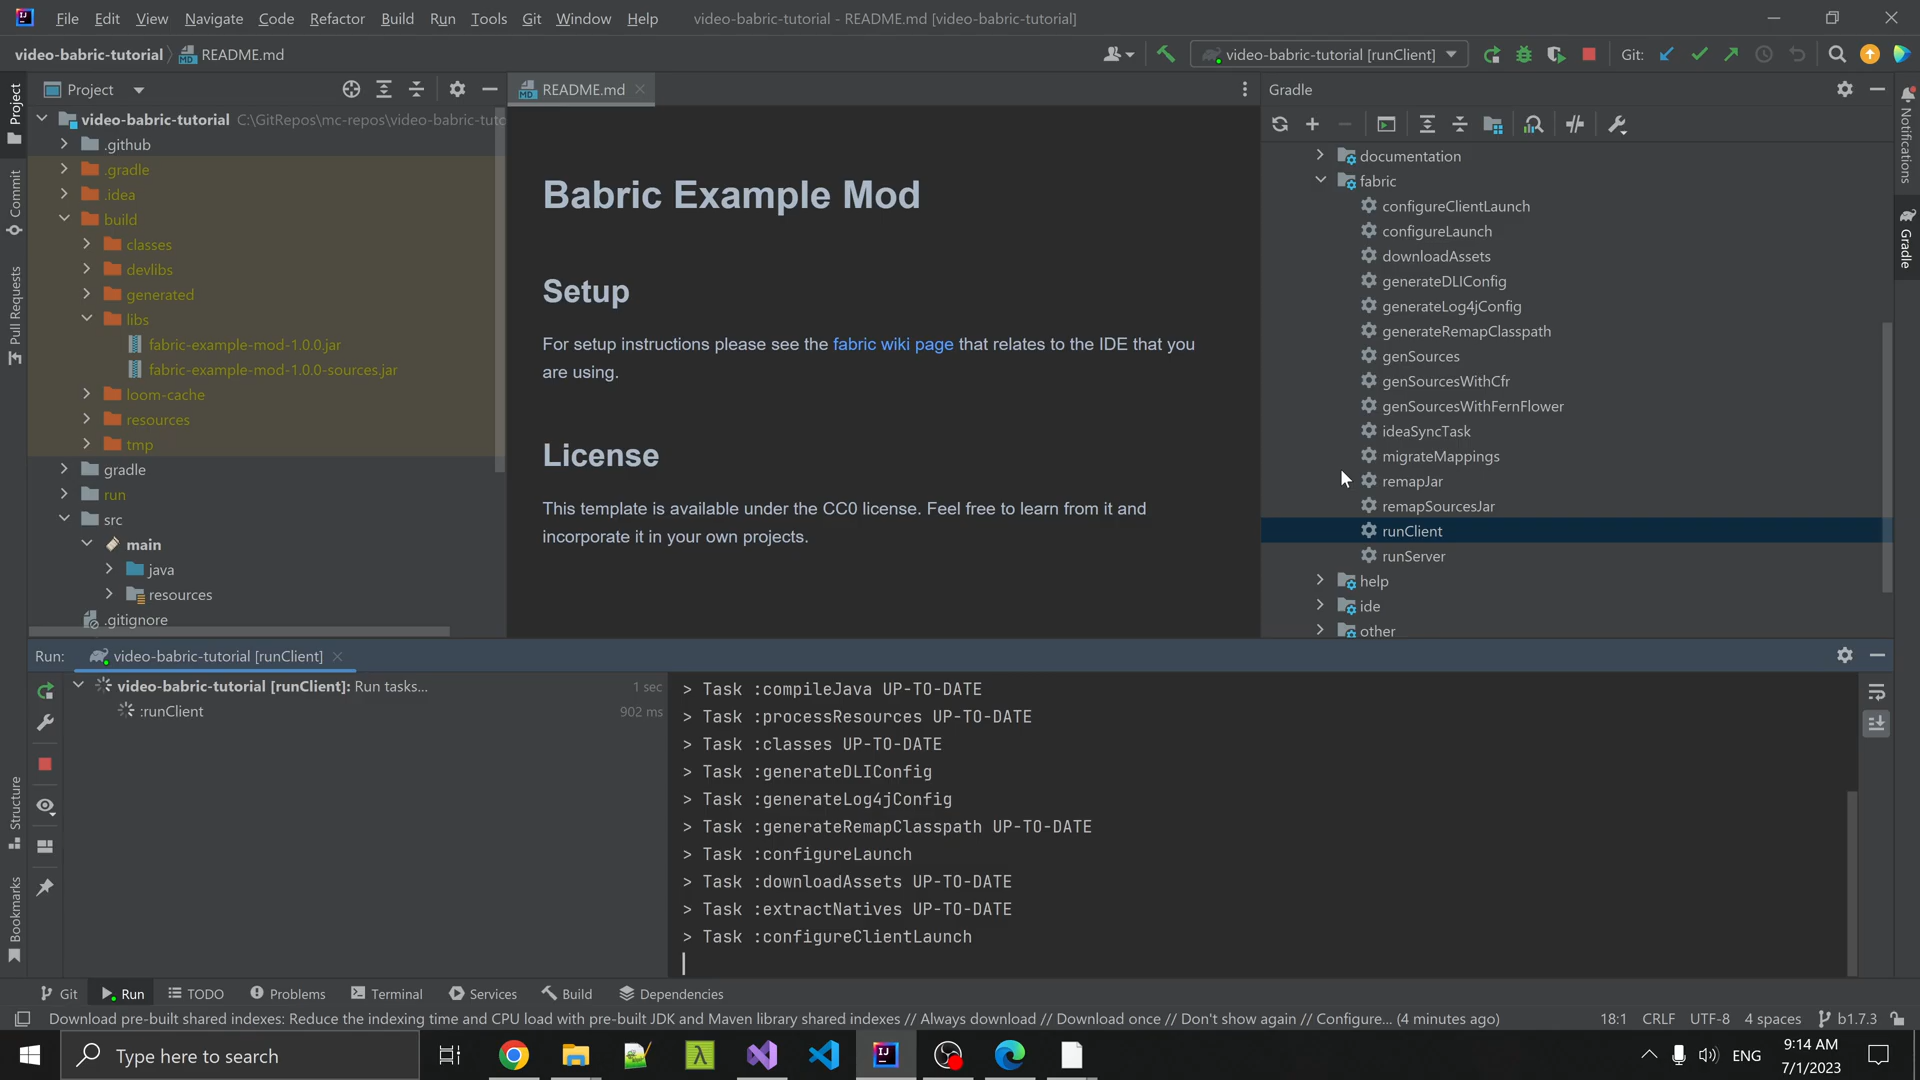 File Edit View Navigate Code Refactor Build Run Tools Git Window Help video-babric-tutorial - README.md [video-babric-tutorial]
video-babric-tutorial README.md video-babric-tutorial [runClient] Git:
Project
README.md
Gradle
video-babric-tutorial C:\GitRepos\mc-repos\video-babric-tutc
.github
.gradle
.idea
build
classes
devlibs
generated
libs
fabric-example-mod-1.0.0.jar
fabric-example-mod-1.0.0-sources.jar
loom-cache
resources
tmp
gradle
run
src
main
java
resources
.gitignore
Babric Example Mod
Setup
For setup instructions please see the fabric wiki page that relates to the IDE that you
are using.
License
This template is available under the CC0 license. Feel free to learn from it and
incorporate it in your own projects.
documentation
fabric
configureClientLaunch
configureLaunch
downloadAssets
generateDLIConfig
generateLog4jConfig
generateRemapClasspath
genSources
genSourcesWithCfr
genSourcesWithFernFlower
ideaSyncTask
migrateMappings
remapJar
remapSourcesJar
runClient
runServer
help
ide
other
Project
Commit
Pull Requests
Structure
Bookmarks
Notifications
Gradle
Run: video-babric-tutorial [runClient]
video-babric-tutorial [runClient]: Run tasks... 1 sec
:runClient 902 ms
> Task :compileJava UP-TO-DATE
> Task :processResources UP-TO-DATE
> Task :classes UP-TO-DATE
> Task :generateDLIConfig
> Task :generateLog4jConfig
> Task :generateRemapClasspath UP-TO-DATE
> Task :configureLaunch
> Task :downloadAssets UP-TO-DATE
> Task :extractNatives UP-TO-DATE
> Task :configureClientLaunch
Git Run TODO Problems Terminal Services Build Dependencies
Download pre-built shared indexes: Reduce the indexing time and CPU load with pre-built JDK and Maven library shared indexes // Always download // Download once // Don't show again // Configure... (4 minutes ago) 18:1 CRLF UTF-8 4 spaces b1.7.3
Type here to search
ENG
9:14 AM
7/1/2023